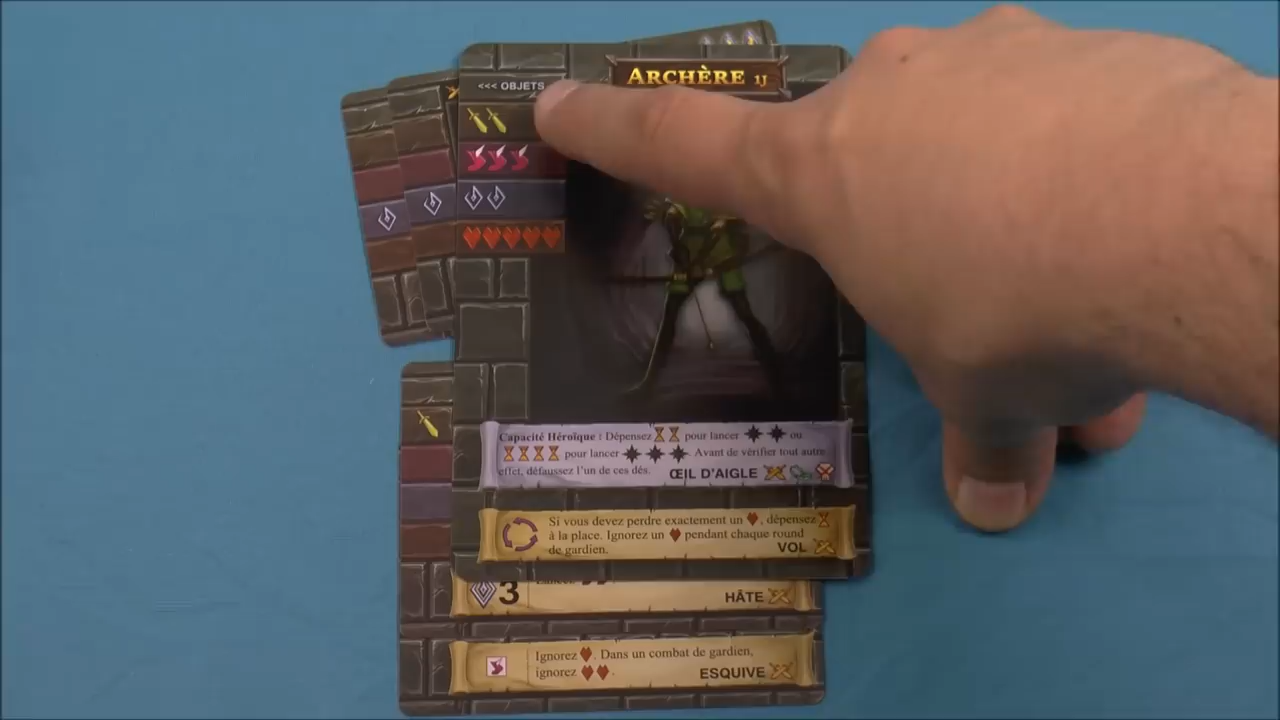 <<< OBJETS
ARCHÈRE 1J
Capacité Héroïque : Dépensez pour lancer ou
pour lancer . Avant de vérifier tout autre
effet, défaussez l'un de ces dés. ŒIL D'AIGLE
Si vous devez perdre exactement un , dépensez
à la place. Ignorez un pendant chaque round
de gardien. VOL
3
HÂTE
Ignorez . Dans un combat de gardien,
ignorez . ESQUIVE